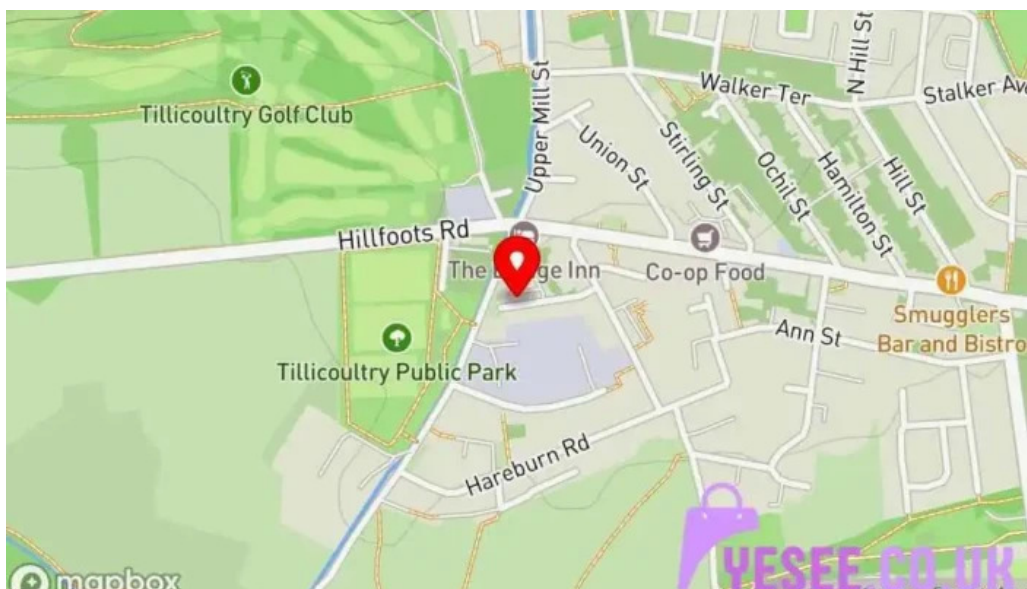 N Hill St
Walker Ter
Stalker Av
Tillicoultry Golf Club
Upper Mill St
Union St
Stirling St
Ochil St
Hamilton St
Hill St
Hillfoots Rd
The Inn
Co-op Food
Smugglers
Bar and Bistro
Ann St
Tillicoultry Public Park
Hareburn Rd
mapbox
YESEE.CO.UK